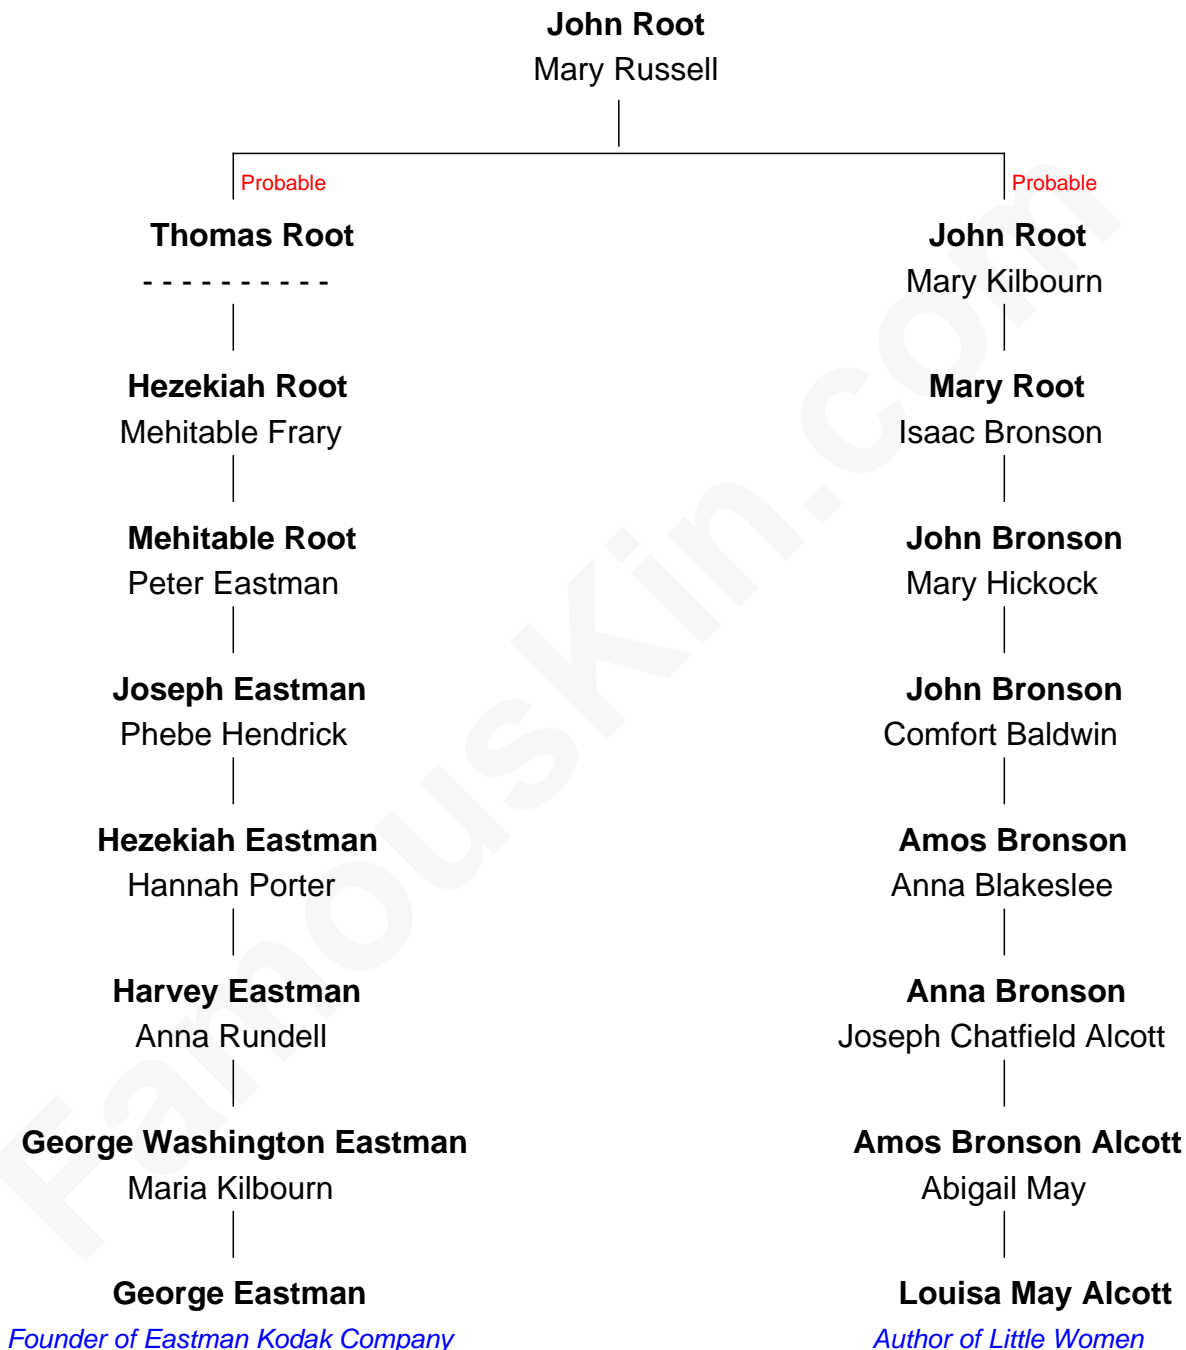 John Root
Mary Russell
Probable
Probable
Thomas Root
John Root
- - - - - - - - - -
Mary Kilbourn
Hezekiah Root
Mary Root
Mehitable Frary
Isaac Bronson
Mehitable Root
John Bronson
Peter Eastman
Mary Hickock
Joseph Eastman
John Bronson
Phebe Hendrick
Comfort Baldwin
Hezekiah Eastman
Amos Bronson
Hannah Porter
Anna Blakeslee
Harvey Eastman
Anna Bronson
Anna Rundell
Joseph Chatfield Alcott
George Washington Eastman
Amos Bronson Alcott
Maria Kilbourn
Abigail May
George Eastman
Louisa May Alcott
Founder of Eastman Kodak Company
Author of Little Women
FamousKin.com